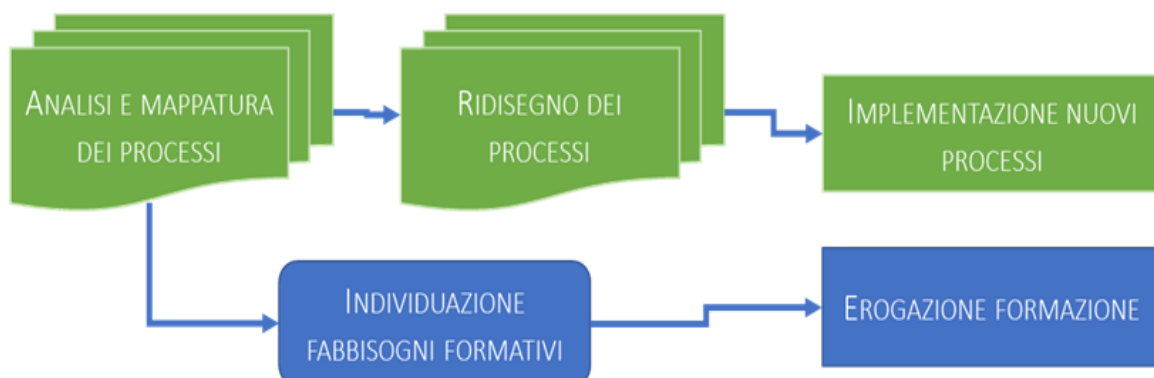 ANALISI E MAPPATURA
DEI PROCESSI
RIDISEGNO DEI
PROCESSI
IMPLEMENTAZIONE NUOVI
PROCESSI
INDIVIDUAZIONE
FABBISOGNI FORMATIVI
EROGAZIONE FORMAZIONE